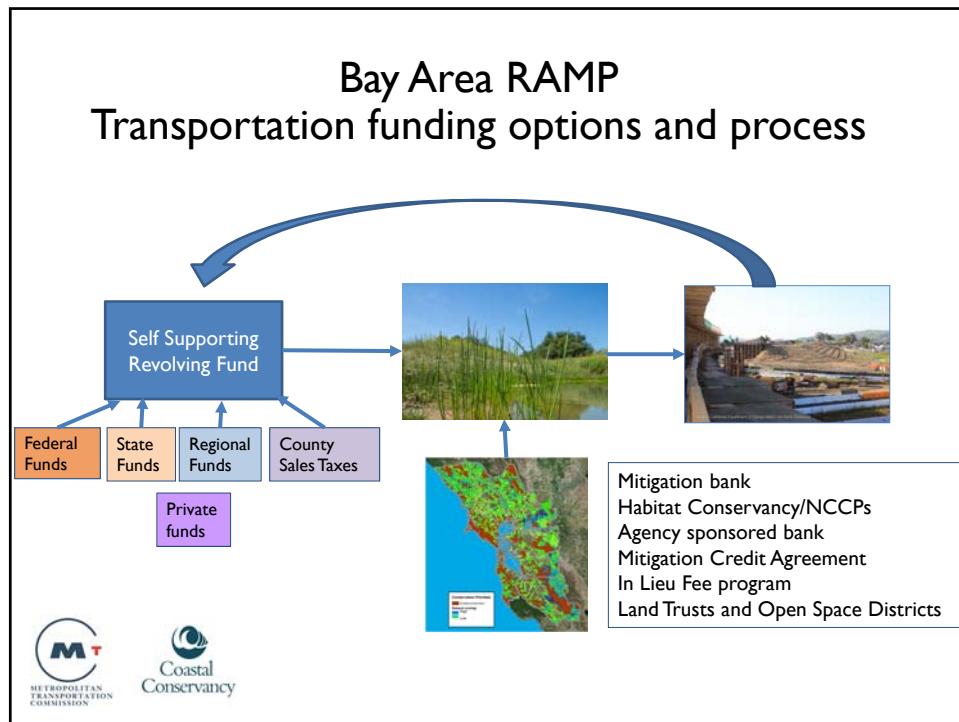 Bay Area RAMP
Transportation funding options and process
Self Supporting
Revolving Fund
Federal
Funds
State
Funds
Regional
Funds
County
Sales Taxes
Private
funds
Mitigation bank
Habitat Conservancy/NCCPs
Agency sponsored bank
Mitigation Credit Agreement
In Lieu Fee program
Land Trusts and Open Space Districts
M T
METROPOLITAN
TRANSPORTATION
COMMISSION
Coastal
Conservancy